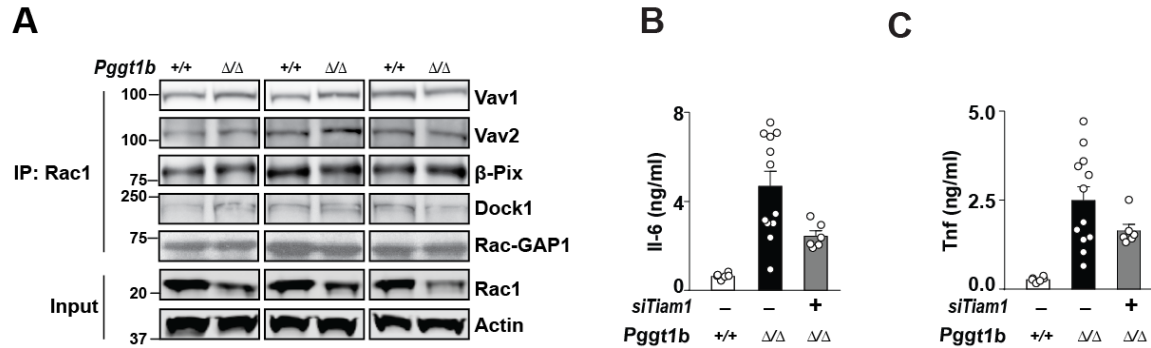 A
Pggt1b +/+ Δ/Δ +/+ Δ/Δ +/+ Δ/Δ
IP: Rac1
100 Vav1
100 Vav2
75 β-Pix
250 Dock1
75 Rac-GAP1
Input
20 Rac1
37 Actin
B
Il-6 (ng/ml)
8
4
0
siTiam1 – – +
Pggt1b +/+ Δ/Δ Δ/Δ
C
Tnf (ng/ml)
5.0
2.5
0.0
siTiam1 – – +
Pggt1b +/+ Δ/Δ Δ/Δ